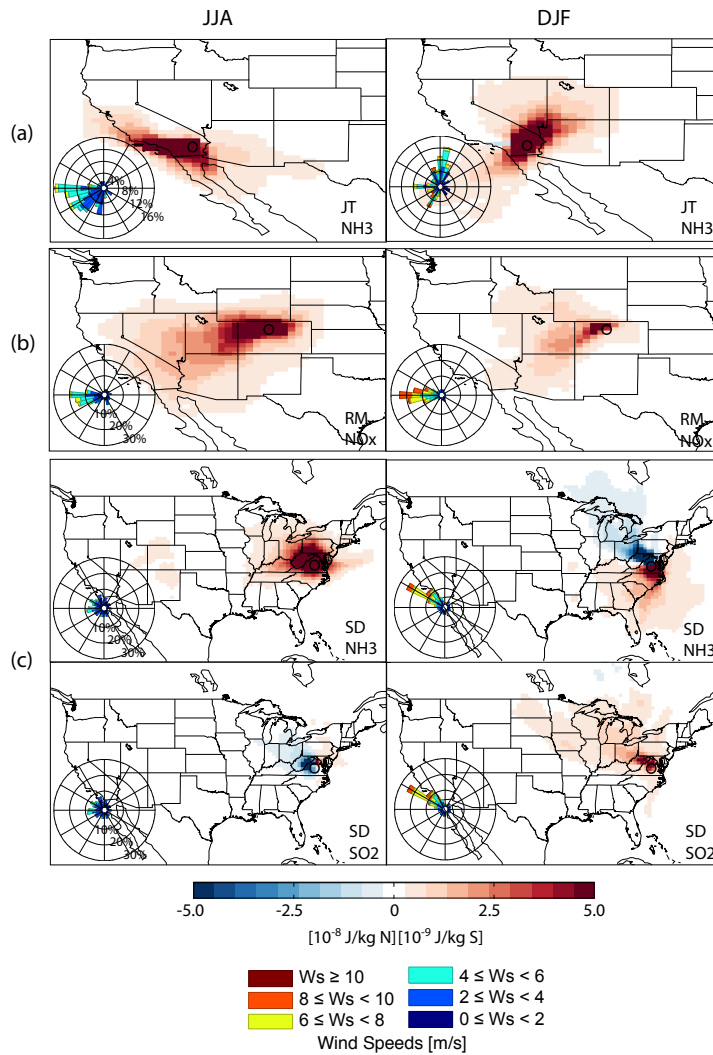 JJA DJF
(a)
4%
8%
12%
16%
JT
NH3
JT
NH3
(b)
10%
20%
30%
RM
NOx
RM
NOx
(c)
10%
20%
30%
SD
NH3
SD
NH3
10%
20%
30%
SD
SO2
SD
SO2
-5.0 -2.5 0 2.5 5.0
[10⁻⁸ J/kg N][10⁻⁹ J/kg S]
Ws ≥ 10 4 ≤ Ws < 6
8 ≤ Ws < 10 2 ≤ Ws < 4
6 ≤ Ws < 8 0 ≤ Ws < 2
Wind Speeds [m/s]